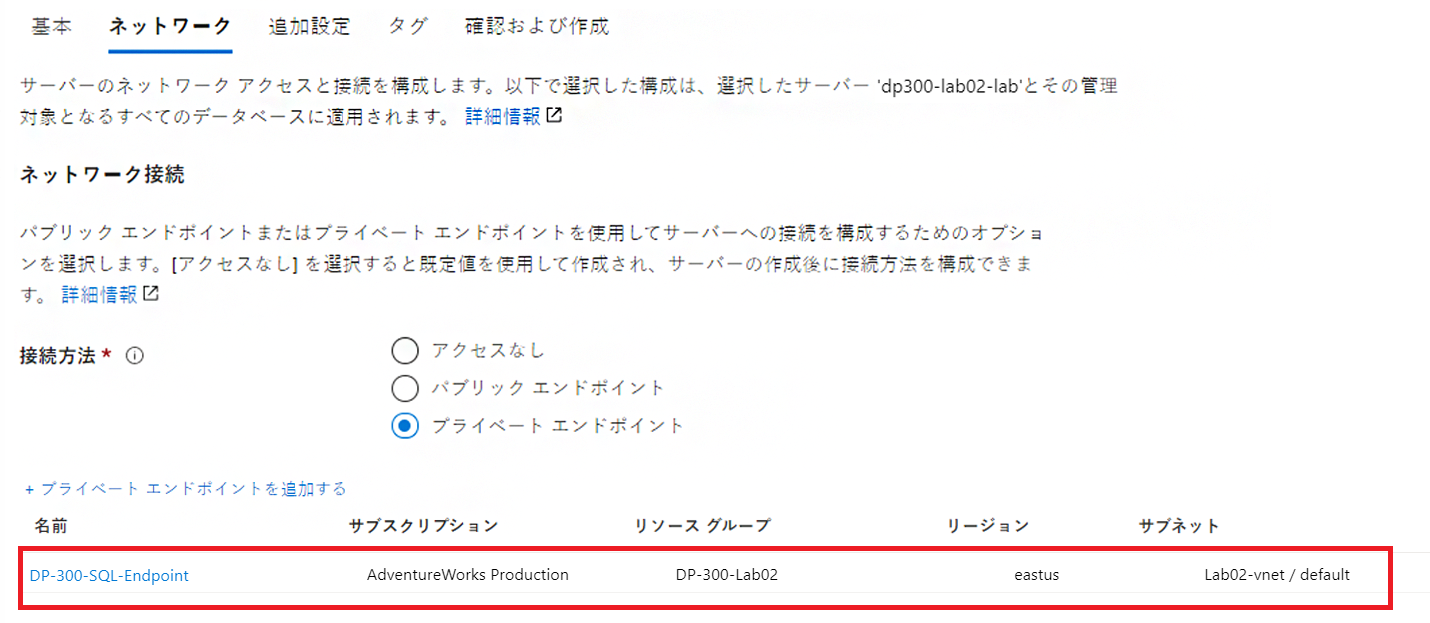 基本 ネットワーク 追加設定 タグ 確認および作成
サーバーのネットワーク アクセスと接続を構成します。以下で選択した構成は、選択したサーバー 'dp300-lab02-lab'とその管理
対象となるすべてのデータベースに適用されます。 詳細情報
ネットワーク接続
パブリック エンドポイントまたはプライベート エンドポイントを使用してサーバーへの接続を構成するためのオプショ
ンを選択します。[アクセスなし] を選択すると既定値を使用して作成され、サーバーの作成後に接続方法を構成できま
す。 詳細情報
接続方法 *
アクセスなし
パブリック エンドポイント
プライベート エンドポイント
+ プライベート エンドポイントを追加する
名前 サブスクリプション リソース グループ リージョン サブネット
DP-300-SQL-Endpoint AdventureWorks Production DP-300-Lab02 eastus Lab02-vnet / default